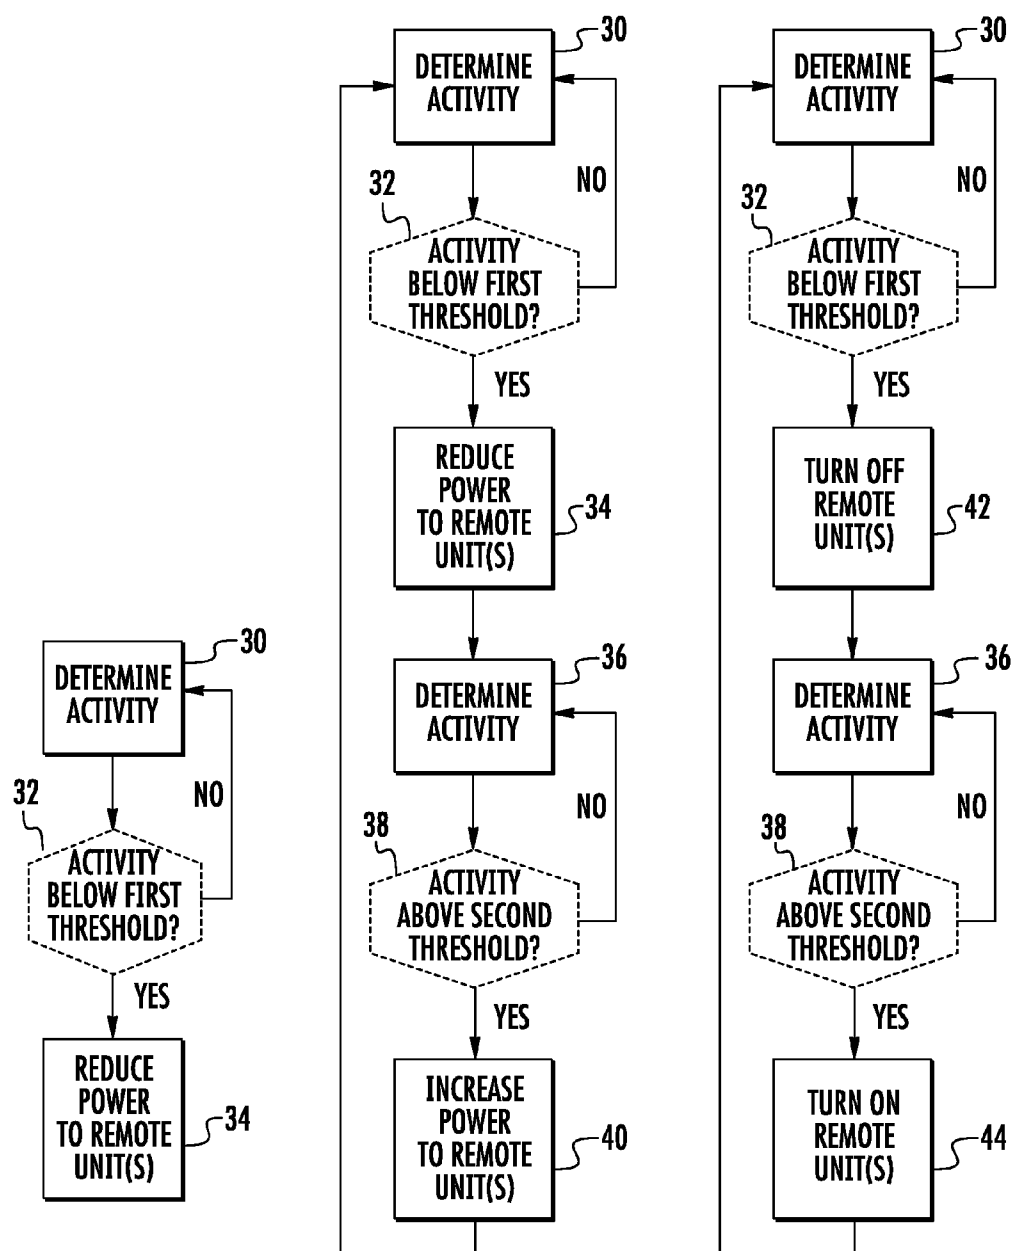 30
DETERMINE
ACTIVITY
NO
32
ACTIVITY
BELOW FIRST
THRESHOLD?
YES
REDUCE
POWER
TO REMOTE
UNIT(S)
34
30
DETERMINE
ACTIVITY
NO
32
ACTIVITY
BELOW FIRST
THRESHOLD?
YES
REDUCE
POWER
TO REMOTE
UNIT(S)
34
36
DETERMINE
ACTIVITY
NO
38
ACTIVITY
ABOVE SECOND
THRESHOLD?
YES
INCREASE
POWER
TO REMOTE
UNIT(S)
40
30
DETERMINE
ACTIVITY
NO
32
ACTIVITY
BELOW FIRST
THRESHOLD?
YES
TURN OFF
REMOTE
UNIT(S)
42
36
DETERMINE
ACTIVITY
NO
38
ACTIVITY
ABOVE SECOND
THRESHOLD?
YES
TURN ON
REMOTE
UNIT(S)
44